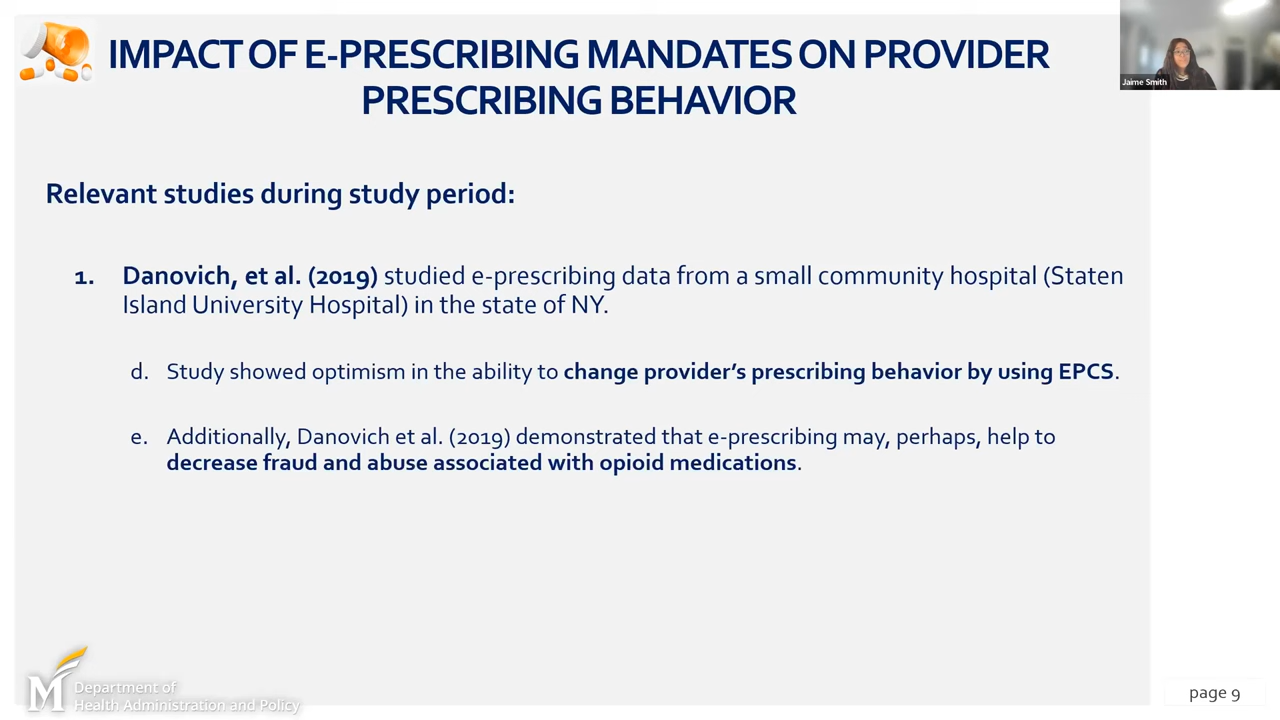 IMPACT OF E-PRESCRIBING MANDATES ON PROVIDER
PRESCRIBING BEHAVIOR
Jaime Smith
Relevant studies during study period:
1. Danovich, et al. (2019) studied e-prescribing data from a small community hospital (Staten
Island University Hospital) in the state of NY.
d. Study showed optimism in the ability to change provider's prescribing behavior by using EPCS.
e. Additionally, Danovich et al. (2019) demonstrated that e-prescribing may, perhaps, help to
decrease fraud and abuse associated with opioid medications.
M
Department of
Health Administration and Policy
page 9